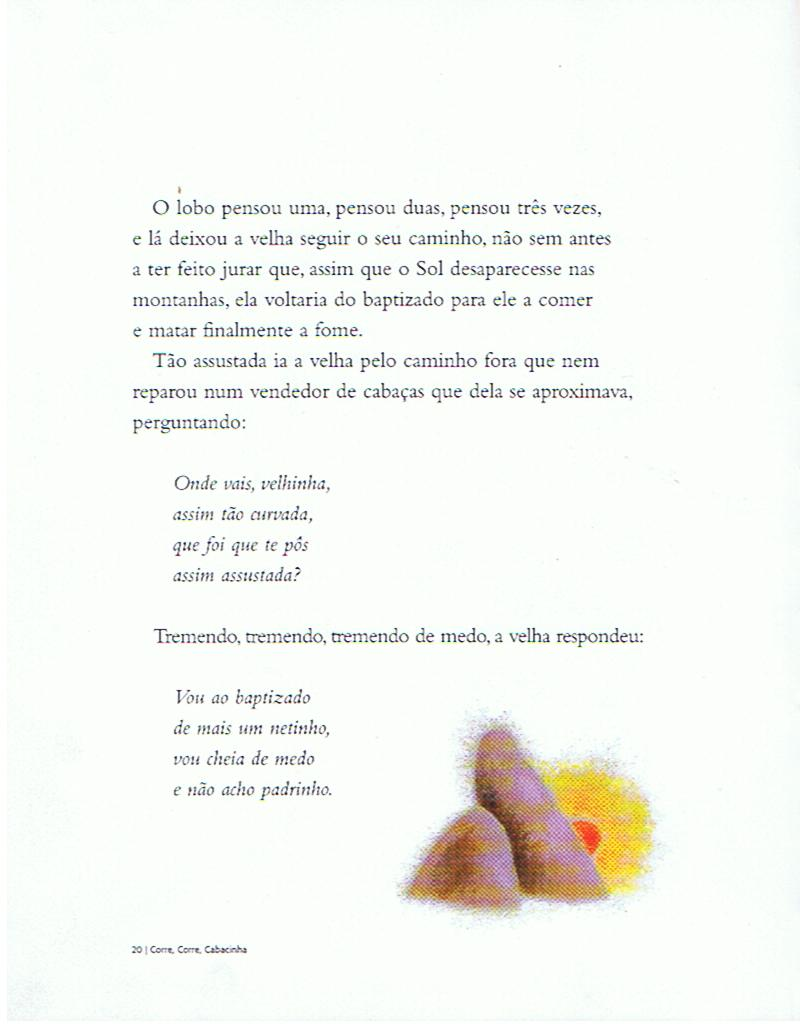 O lobo pensou uma, pensou duas, pensou três vezes,
e lá deixou a velha seguir o seu caminho, não sem antes
a ter feito jurar que, assim que o Sol desaparecesse nas
montanhas, ela voltaria do baptizado para ele a comer
e matar finalmente a fome.
Tão assustada ia a velha pelo caminho fora que nem
reparou num vendedor de cabaças que dela se aproximava,
perguntando:
Onde vais, velhinha,
assim tão curvada,
que foi que te pôs
assim assustada?
Tremendo, tremendo, tremendo de medo, a velha respondeu:
Vou ao baptizado
de mais um netinho,
vou cheia de medo
e não acho padrinho.
20 | Corre, Corre, Cabacinha